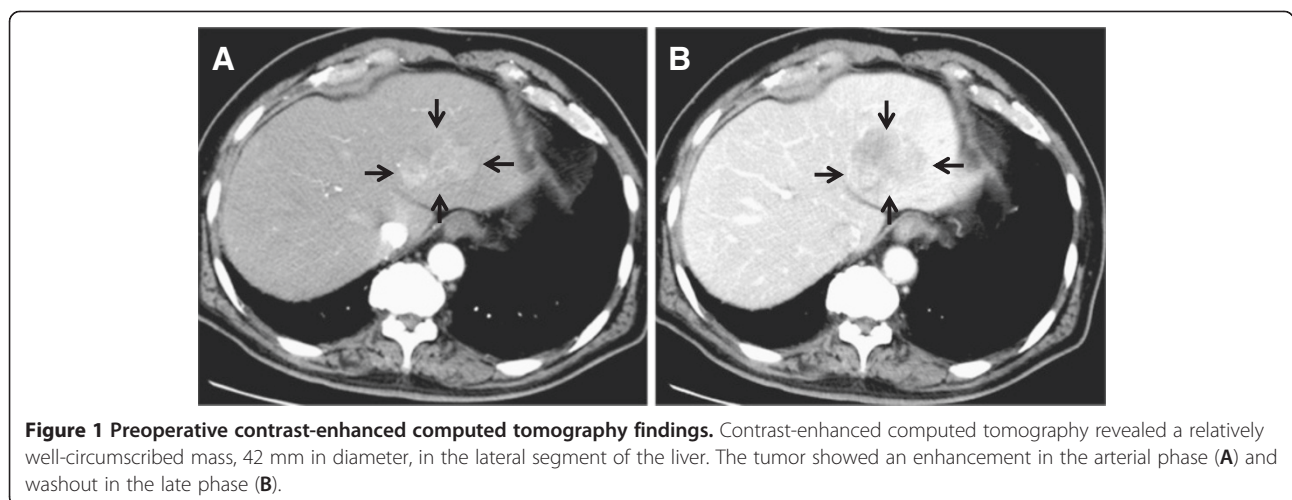 A
B
Figure 1 Preoperative contrast-enhanced computed tomography findings. Contrast-enhanced computed tomography revealed a relatively
well-circumscribed mass, 42 mm in diameter, in the lateral segment of the liver. The tumor showed an enhancement in the arterial phase (A) and
washout in the late phase (B).